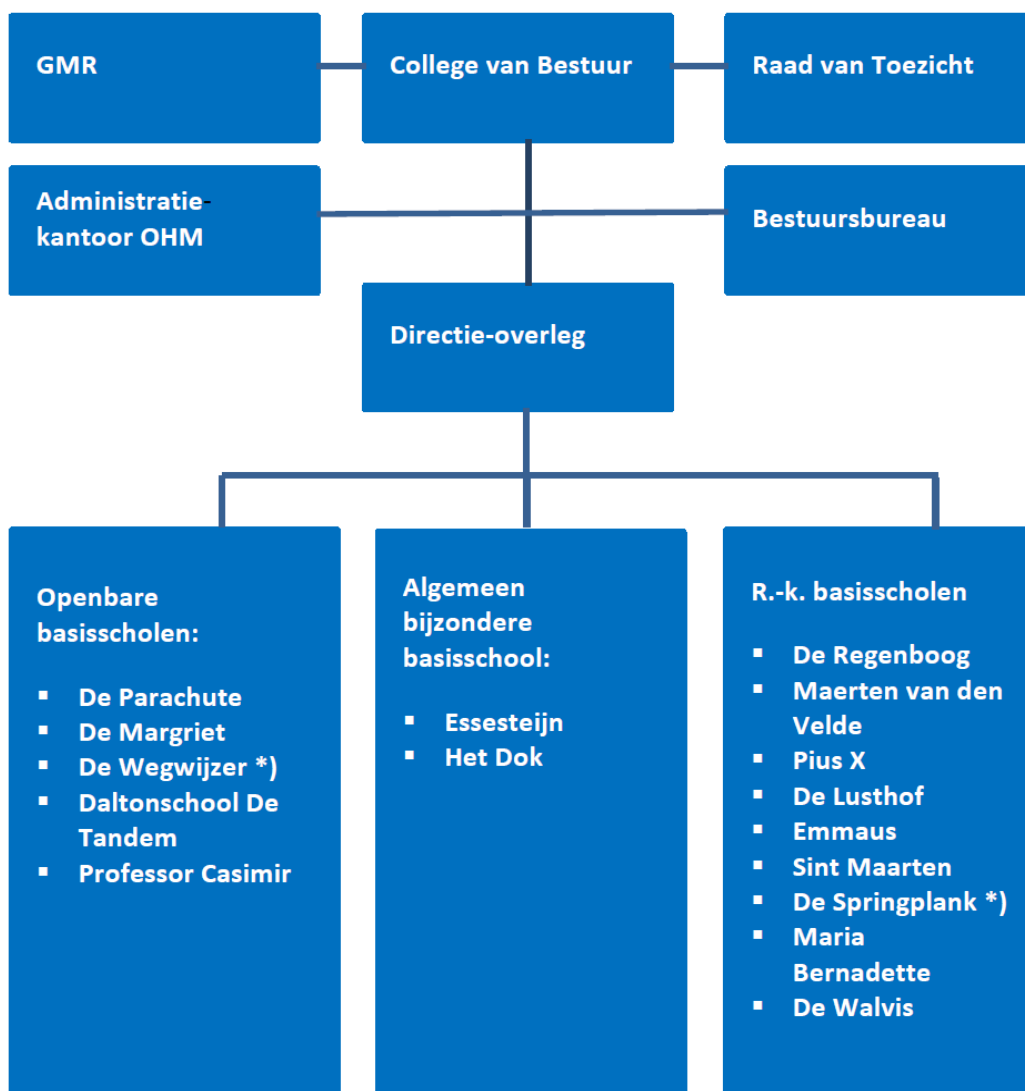 GMR
College van Bestuur
Raad van Toezicht
Administratie-
kantoor OHM
Bestuursbureau
Directie-overleg
Openbare
basisscholen:
▪ De Parachute
▪ De Margriet
▪ De Wegwijzer *)
▪ Daltonschool De
Tandem
▪ Professor Casimir
Algemeen
bijzondere
basisschool:
▪ Essesteijn
▪ Het Dok
R.-k. basisscholen
▪ De Regenboog
▪ Maerten van den
Velde
▪ Pius X
▪ De Lusthof
▪ Emmaus
▪ Sint Maarten
▪ De Springplank *)
▪ Maria
Bernadette
▪ De Walvis